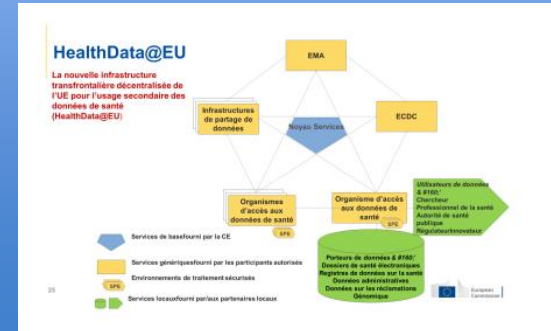 HealthData@EU
La nouvelle infrastructure
transfrontalière décentralisée de
l'UE pour l'usage secondaire des
données de santé
(HealthData@EU)
EMA
Infrastructures
de partage de
données
Noyau Services
ECDC
Organismes
d'accès aux
données de santé
SPE
Organisme d'accès
aux données de
santé
SPE
Utilisateurs de données
& #160;'
Chercheur
Professionnel de la santé
Autorité de santé
publique
RegulateurInnovateur
Porteurs de données & #160;'
Dossiers de santé électroniques
Registres de données sur la santé
Données administratives
Données sur les réclamations
Génomique
Services de basefourni par la CE
Services génériquesfourni par les participants autorisés
SPE
Environnements de traitement sécurisés
Services locauxfourni par/aux partenaires locaux
European
Commission